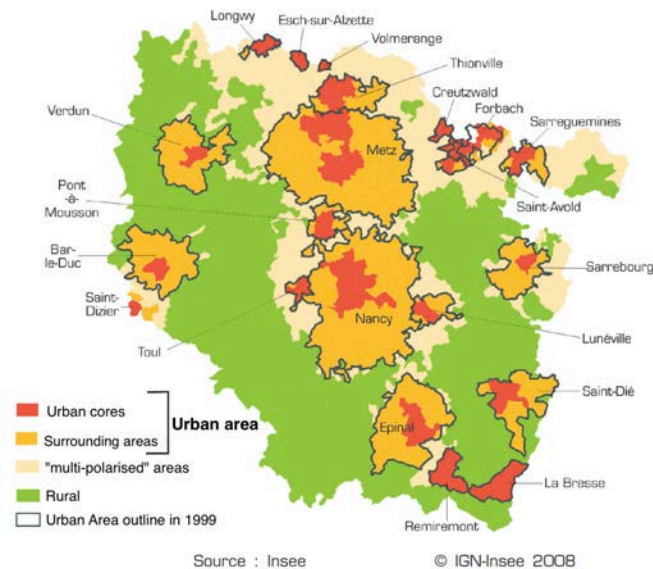 Longwy
Esch-sur-Alzette
Volmerange
Thionville
Creutzwald
Forbach
Sarreguemines
Verdun
Metz
Pont
-à-
Mousson
Saint-Avold
Bar-
le-Duc
Sarrebourg
Saint-
Dizier
Nancy
Toul
Lunéville
Saint-Dié
Epinal
La Bresse
Remiremont
Urban cores
Surrounding areas
Urban area
"multi-polarised" areas
Rural
Urban Area outline in 1999
Source : Insee
© IGN-Insee 2008